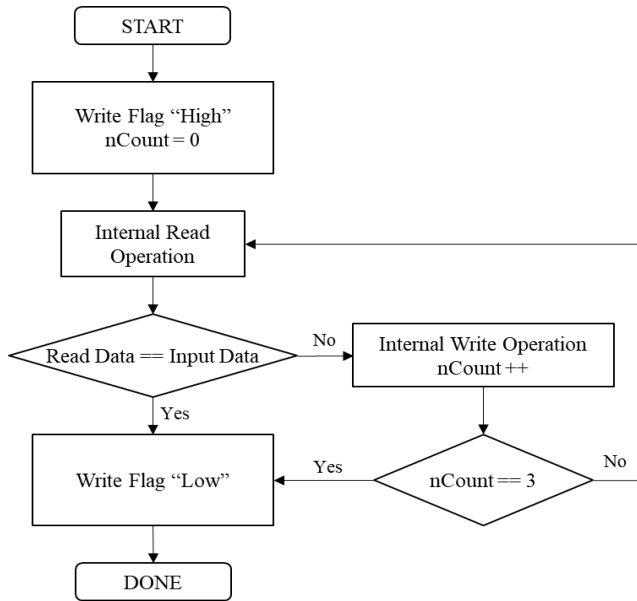 START
Write Flag “High”
nCount = 0
Internal Read
Operation
Read Data == Input Data
No
Internal Write Operation
nCount ++
Yes
Write Flag “Low”
Yes
nCount == 3
No
DONE